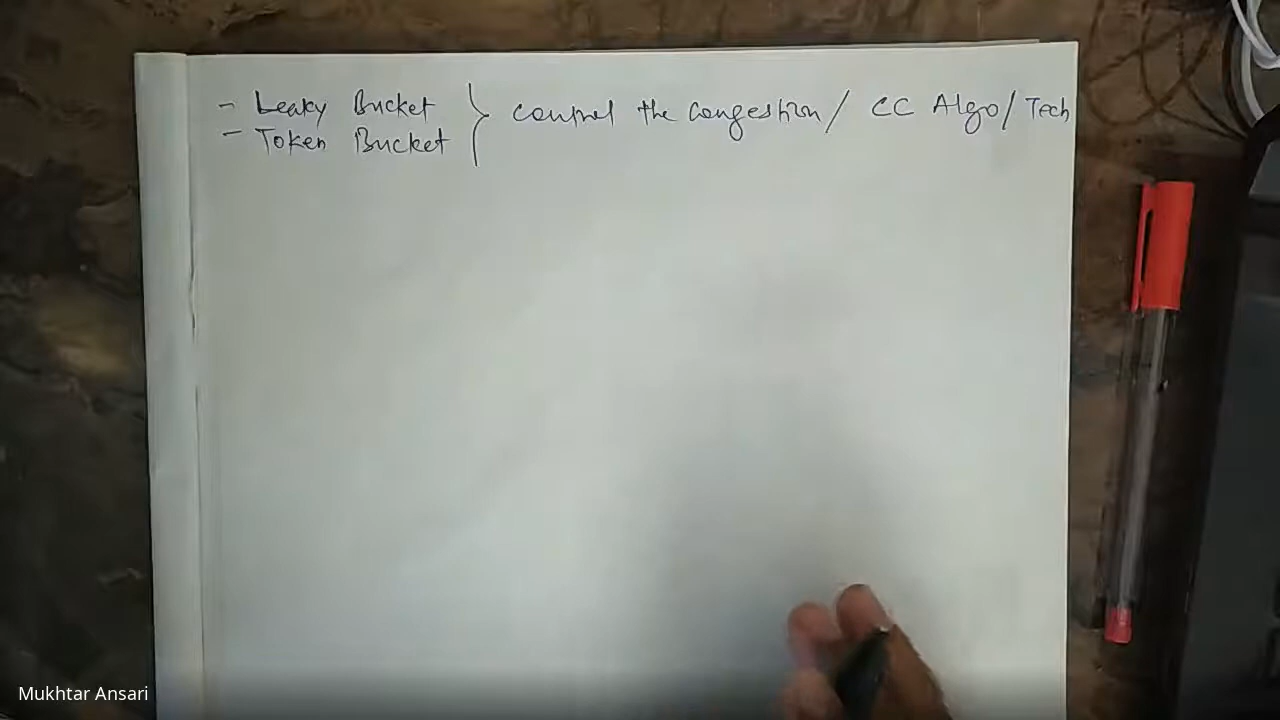 - Leaky Bucket } control the congestion / CC Algo / Tech
- Token Bucket
Mukhtar Ansari